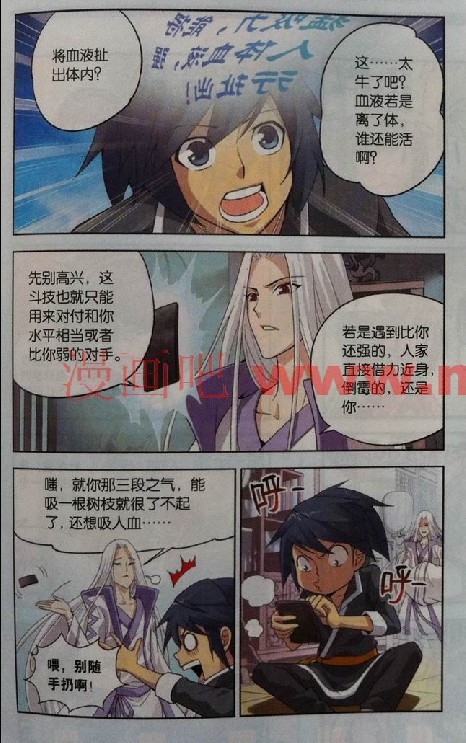 将血液扯
出体内?
这……太
牛了吧?
血液若是
离了体,
谁还能活
啊?
先别高兴,这
斗技也就只能
用来对付和你
水平相当或者
比你弱的对手。
若是遇到比你
还强的,人家
直接借力近身,
倒霉的,还是
你……
漫画吧 www.
嗤,就你那三段之气,能
吸一根树枝就很了不起
了,还想吸人血……
喂,别随
手扔啊!
呼~
呼~